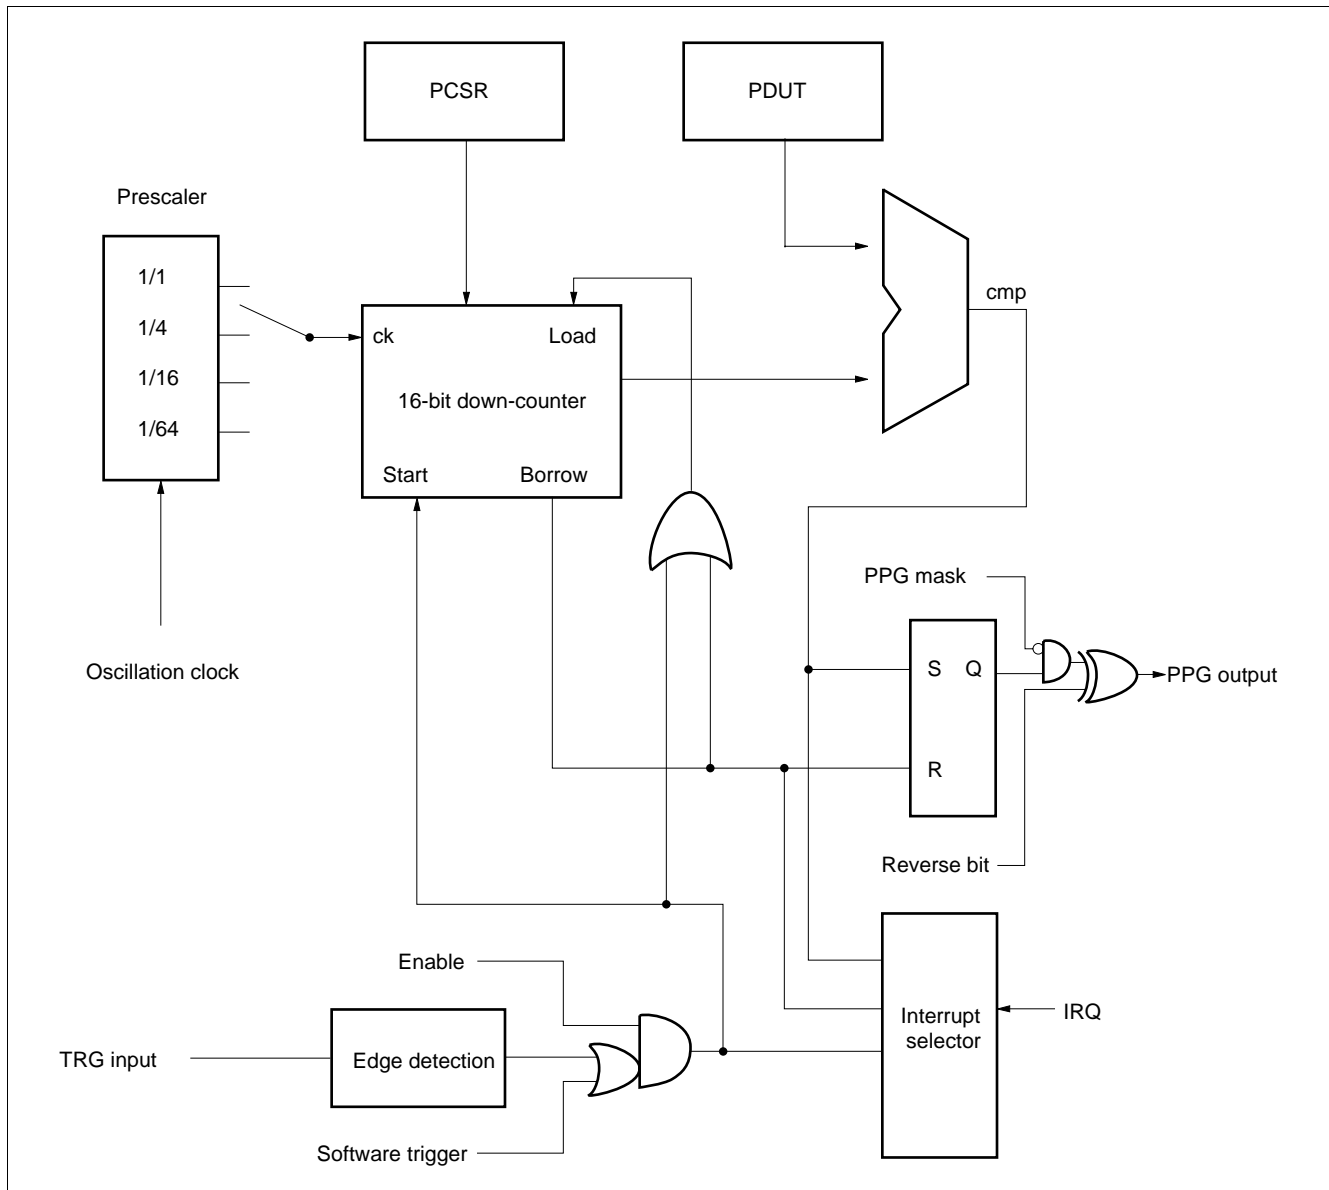 PCSR
PDUT
Prescaler
1/1
1/4
1/16
1/64
ck
Load
16-bit down-counter
Start
Borrow
cmp
Oscillation clock
PPG mask
S
Q
R
PPG output
Reverse bit
Enable
TRG input
Edge detection
Software trigger
Interrupt
selector
IRQ